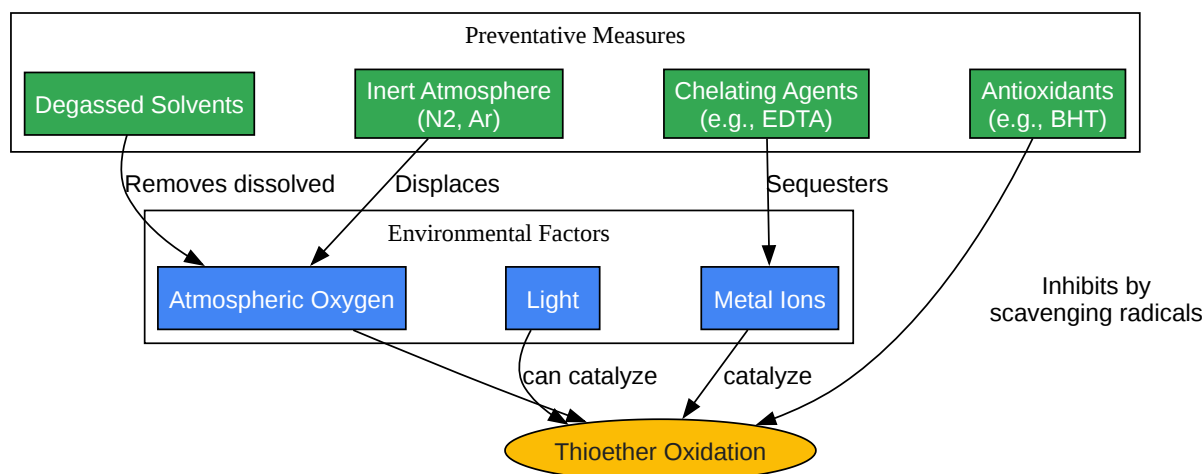 Preventative Measures
Degassed Solvents
Inert Atmosphere
(N2, Ar)
Chelating Agents
(e.g., EDTA)
Antioxidants
(e.g., BHT)
Removes dissolved
Displaces
Sequesters
Environmental Factors
Atmospheric Oxygen
Light
Metal Ions
Inhibits by
scavenging radicals
can catalyze
catalyze
Thioether Oxidation